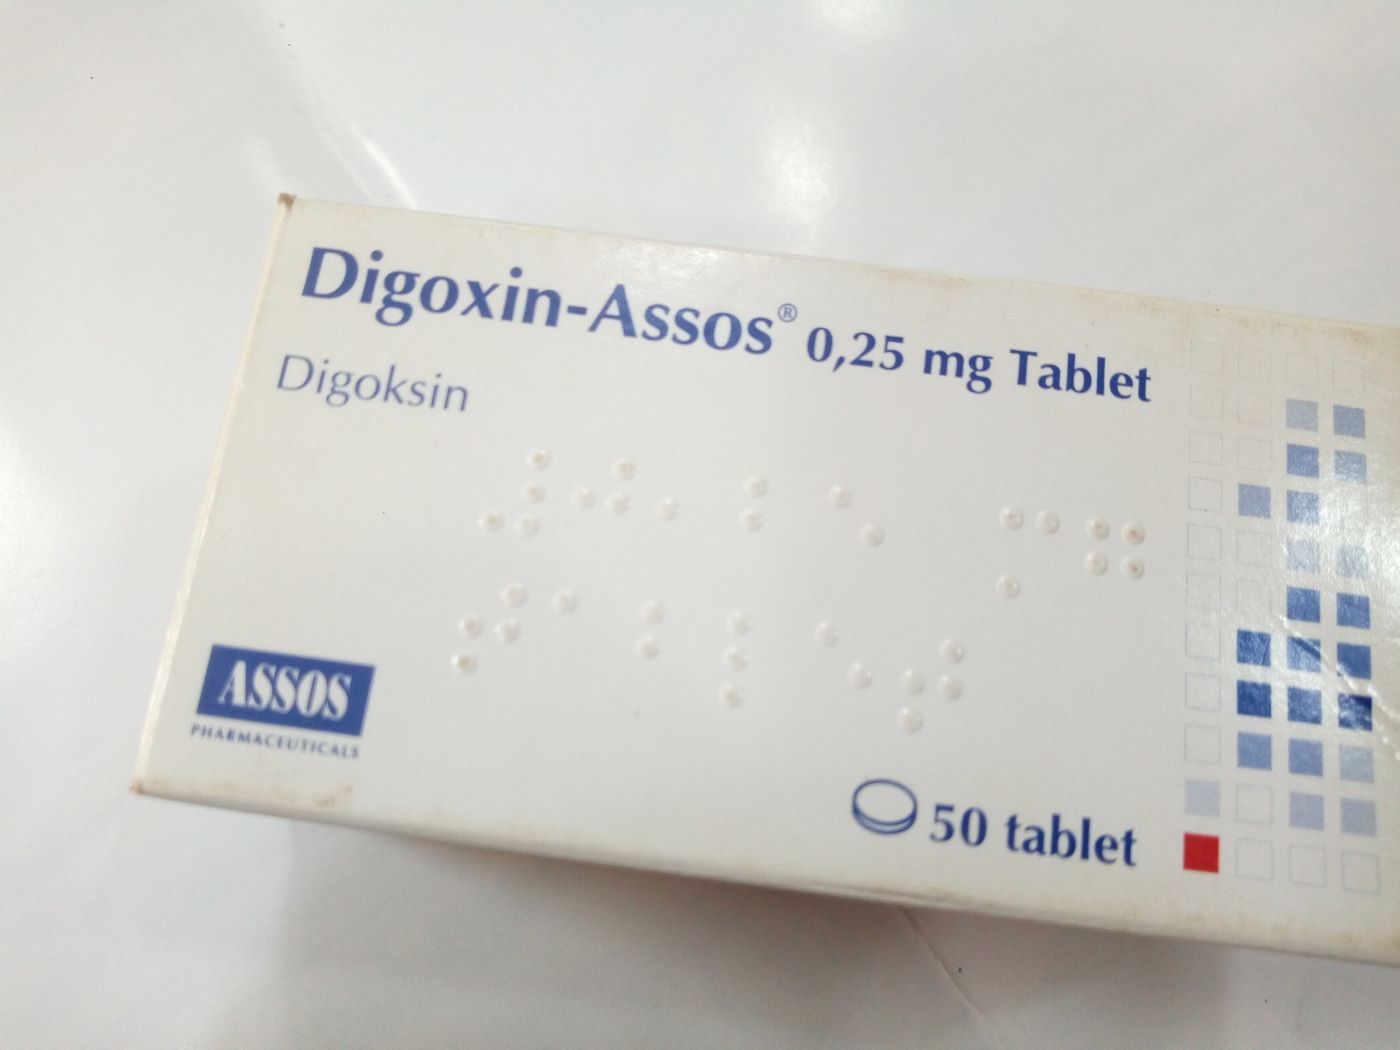 Digoxin-Assos® 0,25 mg Tablet
Digoksin
ASSOS
PHARMACEUTICALS
50 tablet